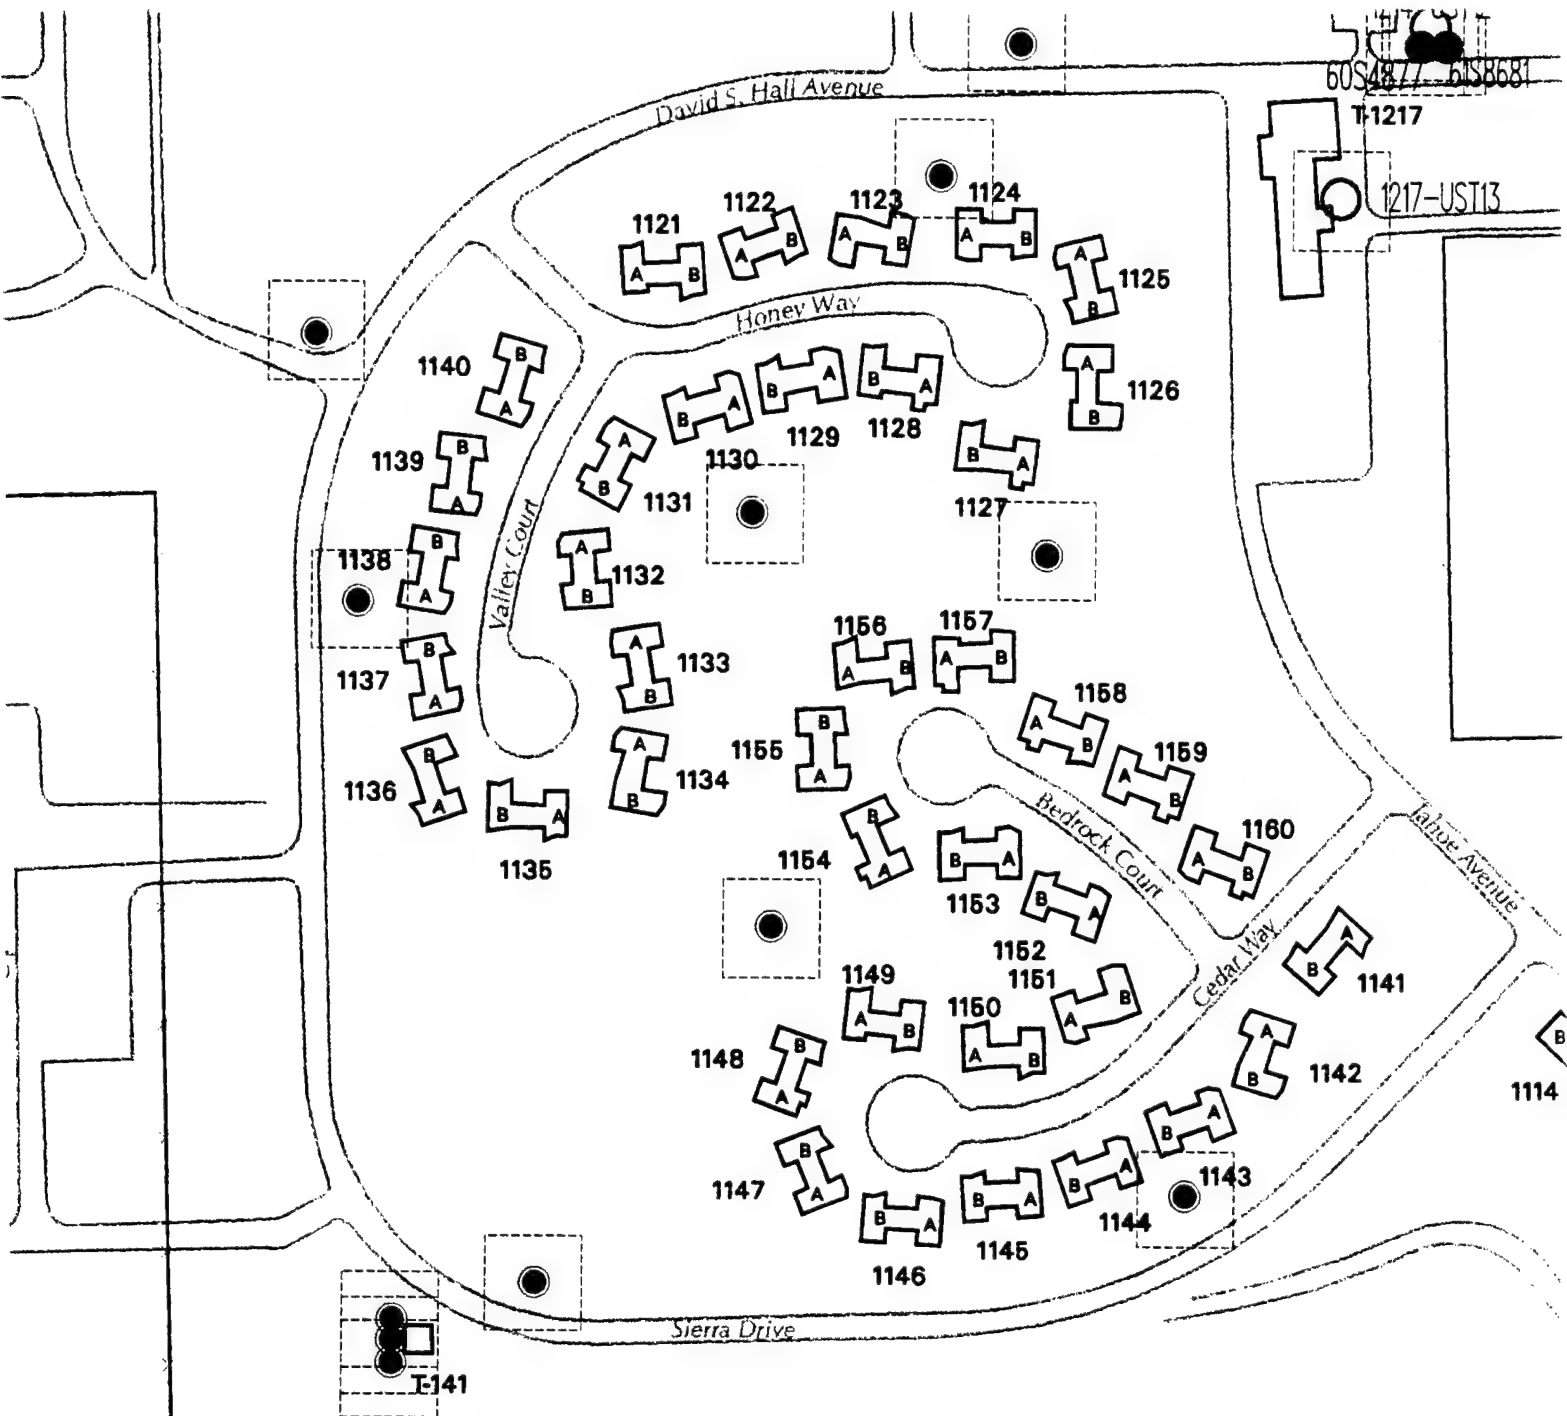 60S4877 61S8681
T-1217
David S. Hall Avenue
1217-UST13
1121
A B
1122
A B
1123
A B
1124
A B
1125
A
B
Honey Way
1140
B
A
1130
B A
1129
B A
1128
B A
1126
A
B
1139
B
A
1131
A
B
1127
B A
Valley Court
1138
B
A
1132
A
B
1137
B
A
1133
A
B
1156
A B
1157
A B
1136
B
A
1135
B A
1134
A
B
1155
B
A
1158
A B
1159
A B
1160
A B
Bedrock Court
Tahoe Avenue
1154
B
A
1153
B A
1152
B A
Cedar Way
1141
A
B
1149
A B
1150
A B
1151
A B
1148
B
A
1142
A
B
1114
B
1147
B
A
1146
B A
1145
B A
1144
B A
1143
B A
Sierra Drive
T-141